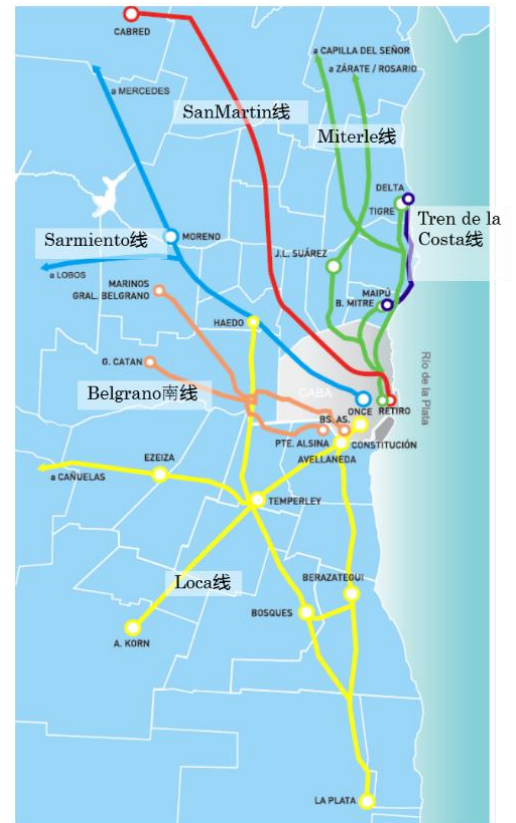 CABRED
a CAPILLA DEL SEÑOR
a ZÁRATE / ROSARIO
a MERCEDES
SanMartin线
Miterle线
DELTA
TIGRE
Tren de la
Costa线
Sarmiento线
MORENO
J.L. SUÁREZ
a LOBOS
MARINOS
GRAL. BELGRANO
MAIPÚ
B. MITRE
HAEDO
Río de la Plata
G. CATAN
CABA
Belgrano南线
ONCE
RETIRO
BS. AS.
PTE. ALSINA
CONSTITUCIÓN
AVELLANEDA
EZEIZA
a CAÑUELAS
TEMPERLEY
Loca线
BERAZATEGUI
BOSQUES
A. KORN
LA PLATA